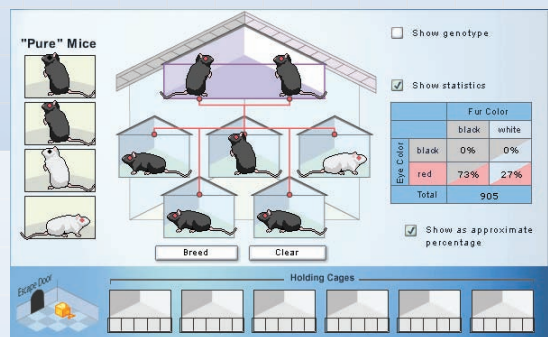 "Pure" Mice
Show genotype
Show statistics
Fur Color
black white
Eye Color
black 0% 0%
red 73% 27%
Total 905
Show as approximate
percentage
Breed Clear
Escape Door
Holding Cages